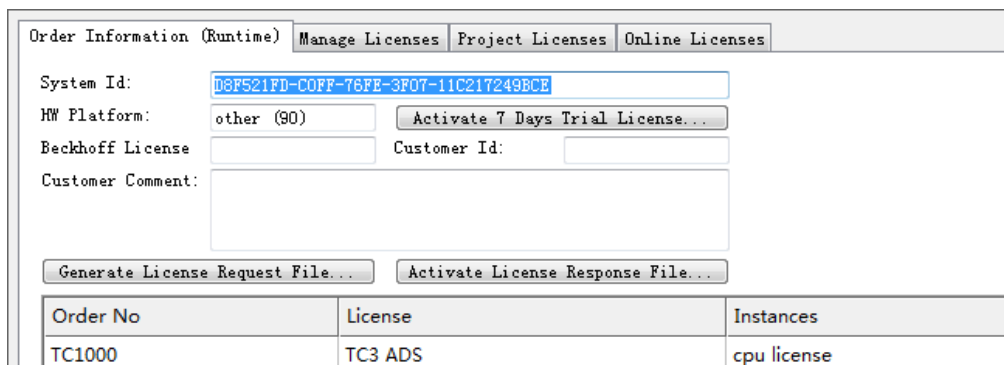 Order Information (Runtime) Manage Licenses Project Licenses Online Licenses
System Id: D8F521FD-C0FF-76FE-3F07-11C217249BCE
HW Platform: other (90) Activate 7 Days Trial License...
Beckhoff License Customer Id:
Customer Comment:
Generate License Request File... Activate License Response File...
Order No License Instances
TC1000 TC3 ADS cpu license